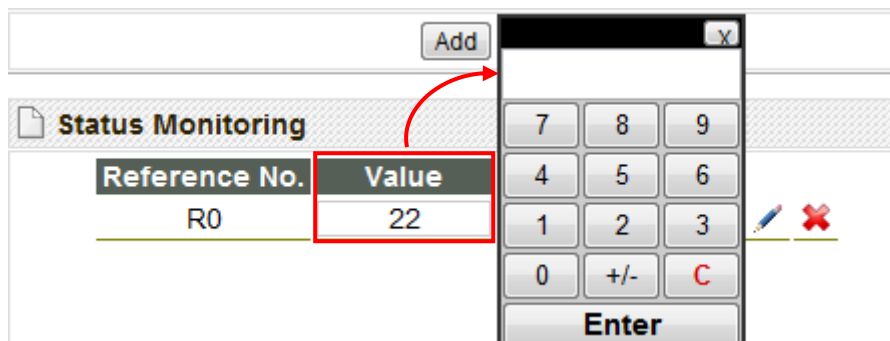 Add
X
Status Monitoring
7 8 9
Reference No. Value
4 5 6
R0 22
1 2 3
0 +/- C
Enter